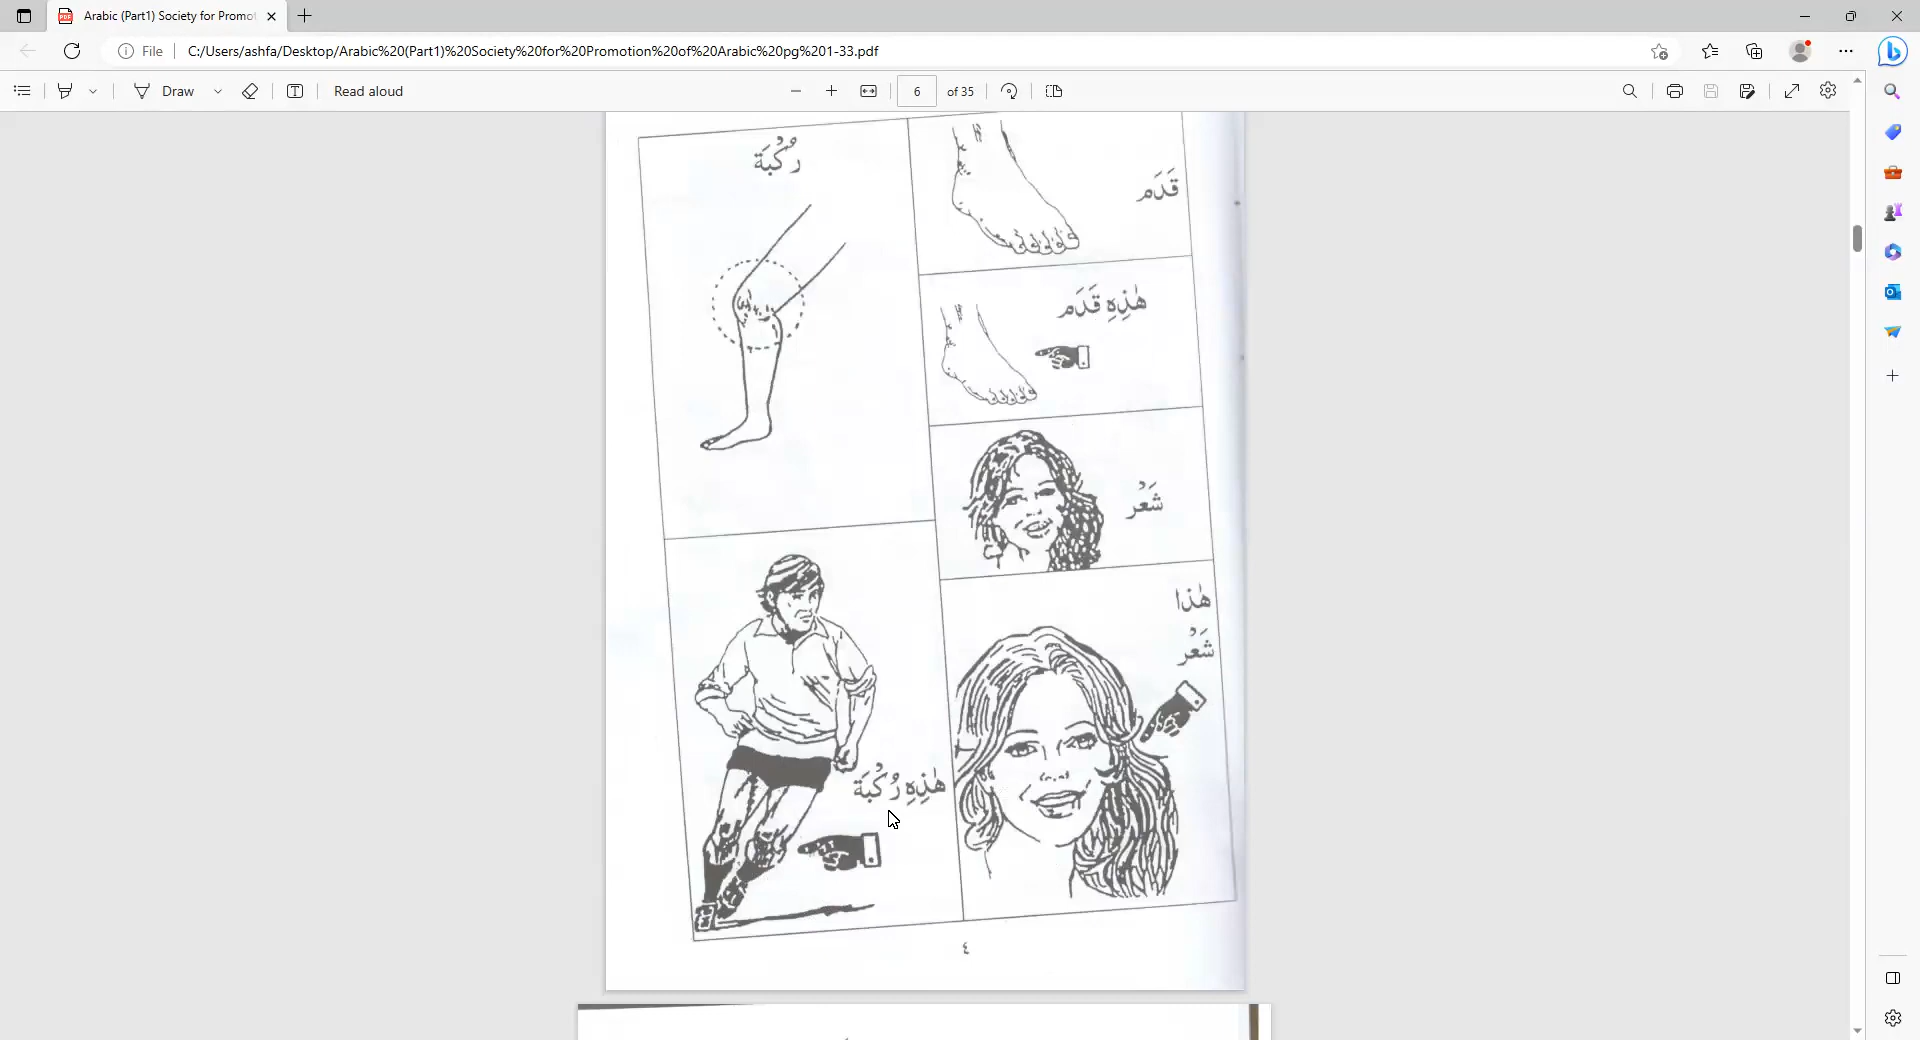 Arabic (Part1) Society for Promot
File
C:/Users/ashfa/Desktop/Arabic%20(Part1)%20Society%20for%20Promotion%20of%20Arabic%20pg%201-33.pdf
Draw
Read aloud
6 of 35
قَدَم
رُكْبَة
هٰذِهِ قَدَم
شَعْر
هٰذا
شَعْر
هٰذِهِ رُكْبَة
٤